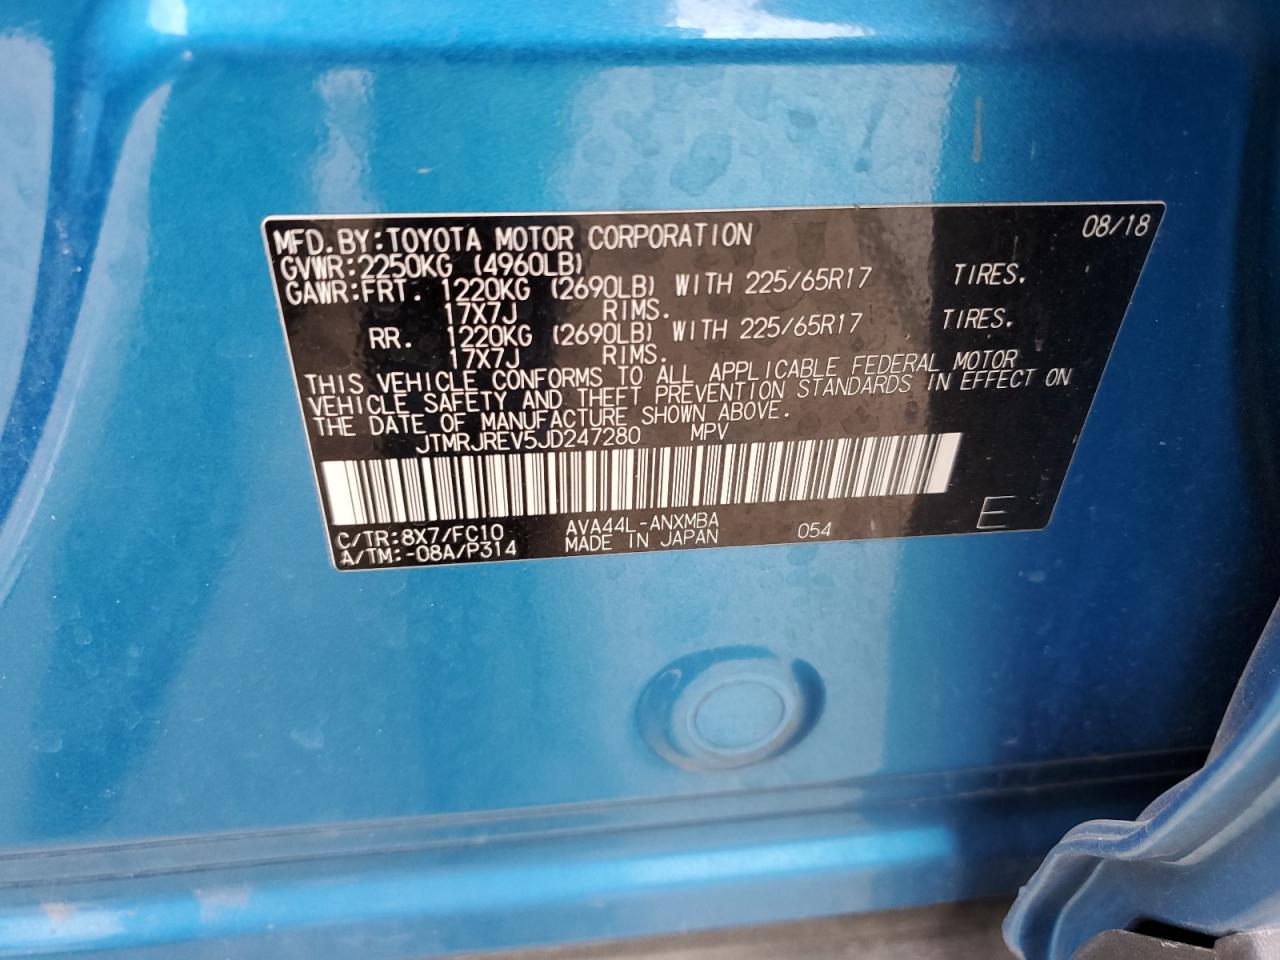 MFD. BY:TOYOTA MOTOR CORPORATION 08/18
GVWR:2250KG (4960LB)
GAWR:FRT. 1220KG (2690LB) WITH 225/65R17 TIRES.
17X7J RIMS.
RR. 1220KG (2690LB) WITH 225/65R17 TIRES.
17X7J RIMS.
THIS VEHICLE CONFORMS TO ALL APPLICABLE FEDERAL MOTOR
VEHICLE SAFETY AND THEFT PREVENTION STANDARDS IN EFFECT ON
THE DATE OF MANUFACTURE SHOWN ABOVE.
JTMRJREV5JD247280 MPV
C/TR:8X7/FC10 AVA44L-ANXMBA 054 E
A/TM:-08A/P314 MADE IN JAPAN